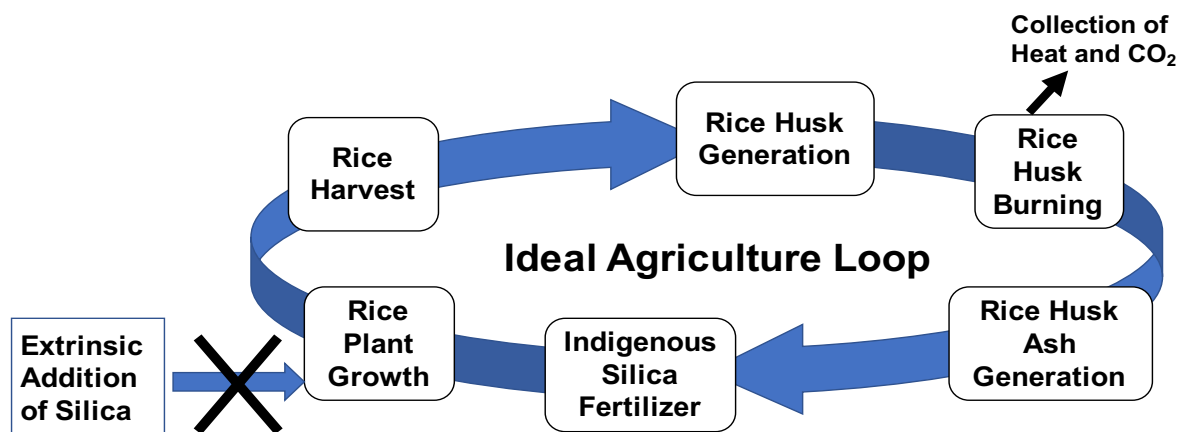 Collection of
Heat and CO₂
Rice
Harvest
Rice Husk
Generation
Rice
Husk
Burning
Ideal Agriculture Loop
Extrinsic
Addition
of Silica
Rice
Plant
Growth
Indigenous
Silica
Fertilizer
Rice Husk
Ash
Generation